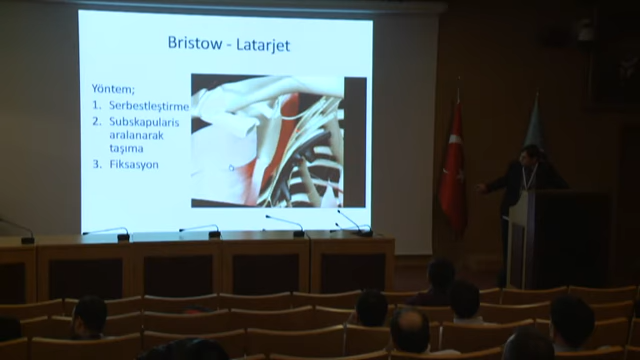 Bristow - Latarjet
Yöntem;
1. Serbestleştirme
2. Subskapularis
aralanarak
taşıma
3. Fiksasyon